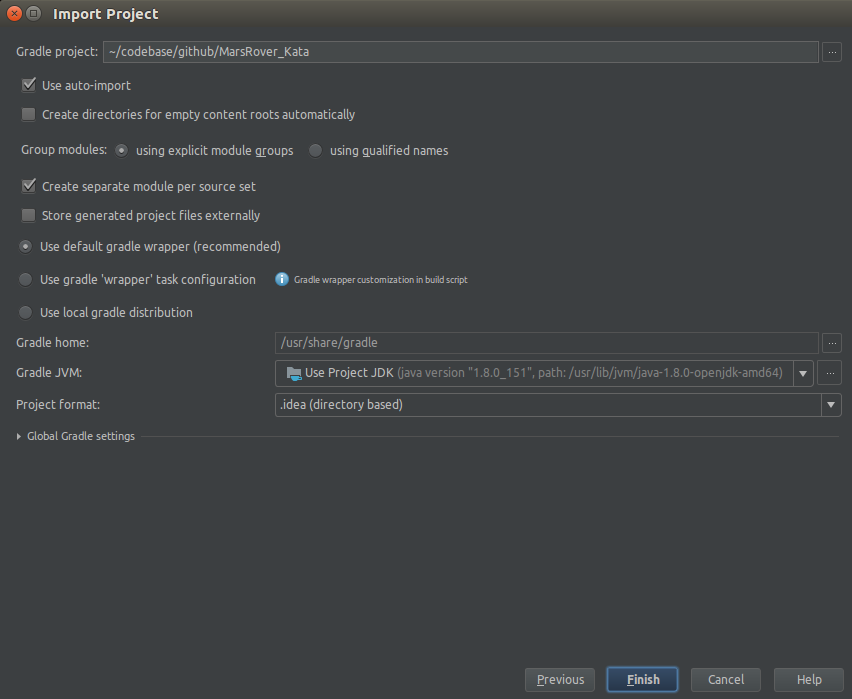 Import Project
Gradle project: ~/codebase/github/MarsRover_Kata ...
Use auto-import
Create directories for empty content roots automatically
Group modules: using explicit module groups using qualified names
Create separate module per source set
Store generated project files externally
Use default gradle wrapper (recommended)
Use gradle 'wrapper' task configuration Gradle wrapper customization in build script
Use local gradle distribution
Gradle home: /usr/share/gradle ...
Gradle JVM: Use Project JDK (java version "1.8.0_151", path: /usr/lib/jvm/java-1.8.0-openjdk-amd64) ...
Project format: .idea (directory based)
Global Gradle settings
Previous Finish Cancel Help